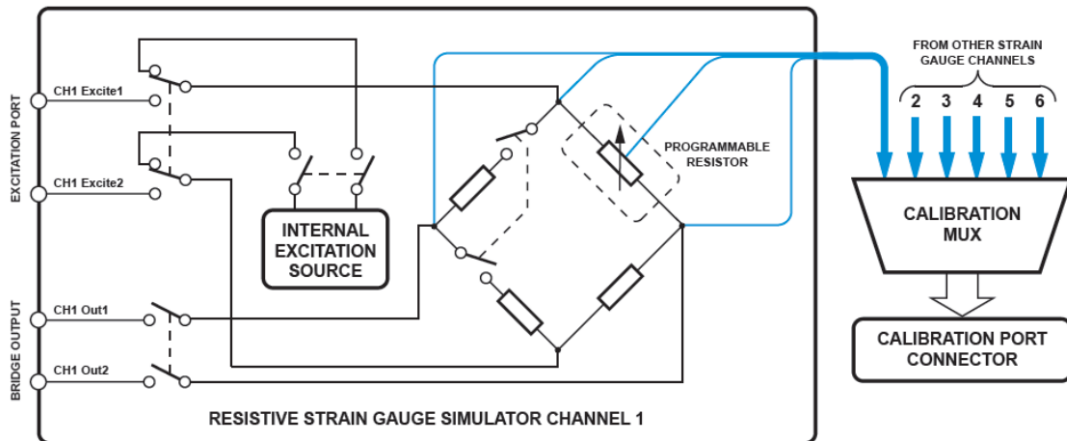 EXCITATION PORT
CH1 Excite1
CH1 Excite2
INTERNAL
EXCITATION
SOURCE
PROGRAMMABLE
RESISTOR
BRIDGE OUTPUT
CH1 Out1
CH1 Out2
RESISTIVE STRAIN GAUGE SIMULATOR CHANNEL 1
FROM OTHER STRAIN
GAUGE CHANNELS
2 3 4 5 6
CALIBRATION
MUX
CALIBRATION PORT
CONNECTOR